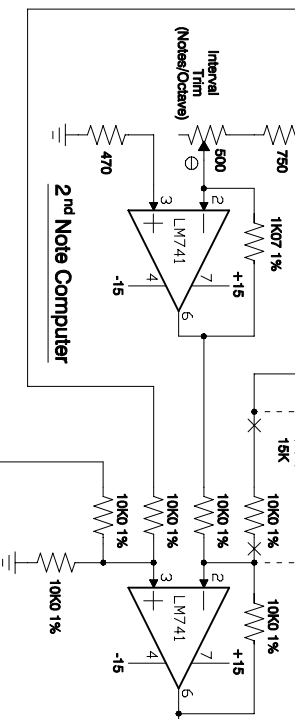 Interval
Trim
(Notes/Octave)
500
750
470
1K07 1%
2
3
LM741
+15
7
-15
4
6
2nd Note Computer
15K
10K0 1%
10K0 1%
10K0 1%
10K0 1%
10K0 1%
10K0 1%
2
3
LM741
+15
7
-15
4
6